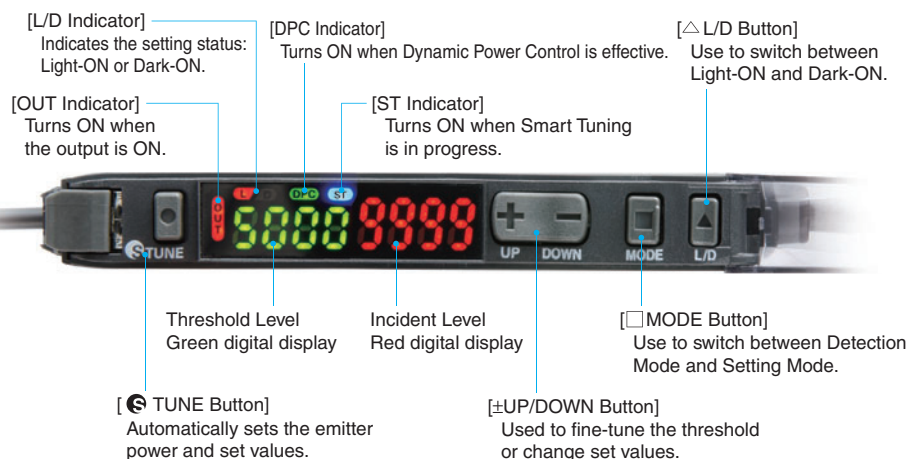 [L/D Indicator]
Indicates the setting status:
Light-ON or Dark-ON.
[DPC Indicator]
Turns ON when Dynamic Power Control is effective.
[△ L/D Button]
Use to switch between
Light-ON and Dark-ON.
[OUT Indicator]
Turns ON when
the output is ON.
[ST Indicator]
Turns ON when Smart Tuning
is in progress.
L
DPC
ST
OUT
5000
9999
STUNE
UP
DOWN
MODE
L/D
Threshold Level
Green digital display
Incident Level
Red digital display
[□ MODE Button]
Use to switch between Detection
Mode and Setting Mode.
[ S TUNE Button]
Automatically sets the emitter
power and set values.
[±UP/DOWN Button]
Used to fine-tune the threshold
or change set values.